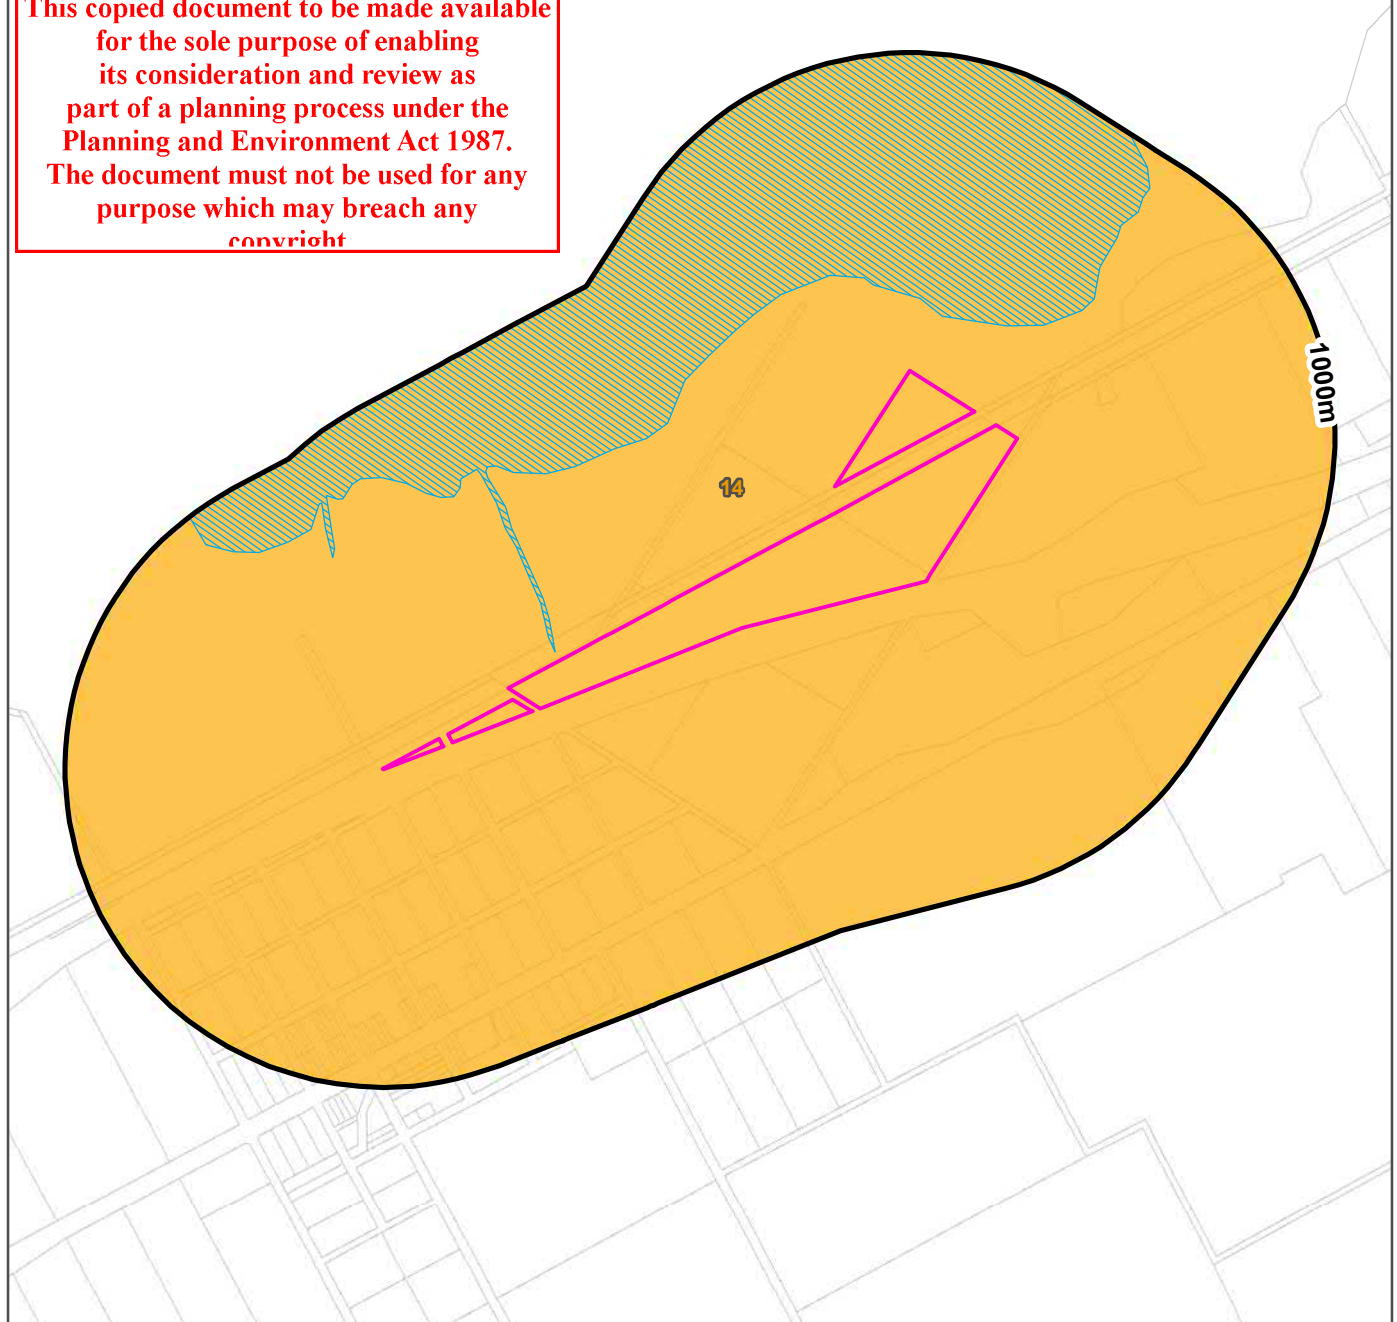 This copied document to be made available
for the sole purpose of enabling
its consideration and review as
part of a planning process under the
Planning and Environment Act 1987.
The document must not be used for any
purpose which may breach any
copyright
1000m
14